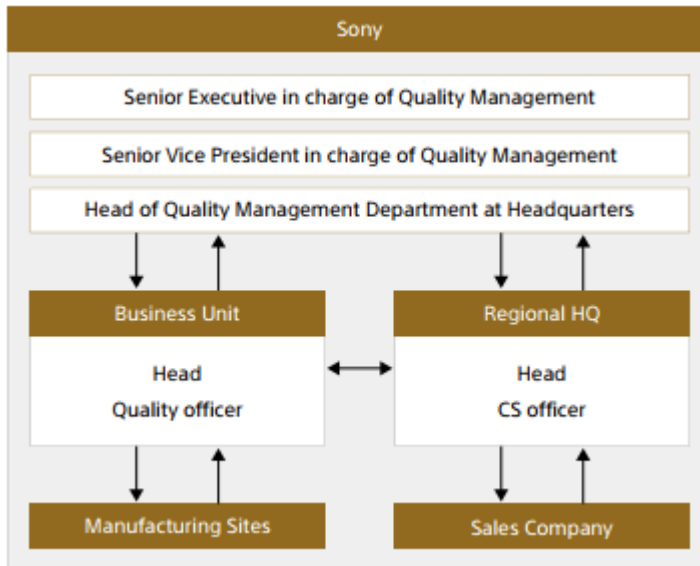 Sony
Senior Executive in charge of Quality Management
Senior Vice President in charge of Quality Management
Head of Quality Management Department at Headquarters
Business Unit
Head
Quality officer
Regional HQ
Head
CS officer
Manufacturing Sites
Sales Company